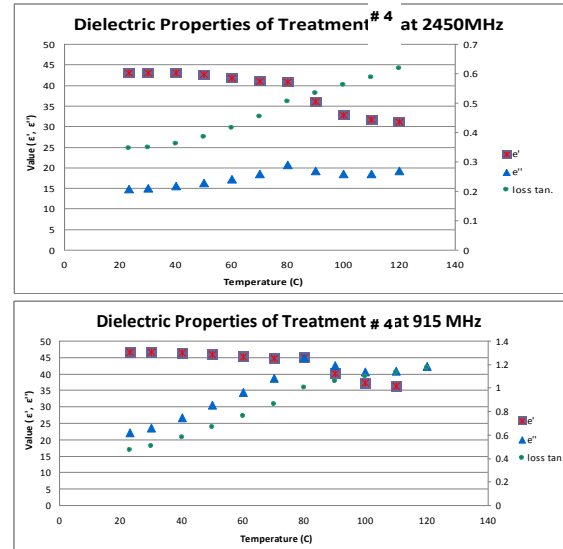 Dielectric Properties of Treatment # 4 at 2450MHz
50
45
40
35
30
25
20
15
10
5
0
0.7
0.6
0.5
0.4
0.3
0.2
0.1
0
0 20 40 60 80 100 120 140
Value ( ε', ε'')
Temperature (C)
e'
e''
loss tan.
Dielectric Properties of Treatment # 4 at 915 MHz
50
45
40
35
30
25
20
15
10
5
0
1.4
1.2
1
0.8
0.6
0.4
0.2
0
0 20 40 60 80 100 120 140
Value ( ε', ε'')
Temperature (C)
e'
e''
loss tan